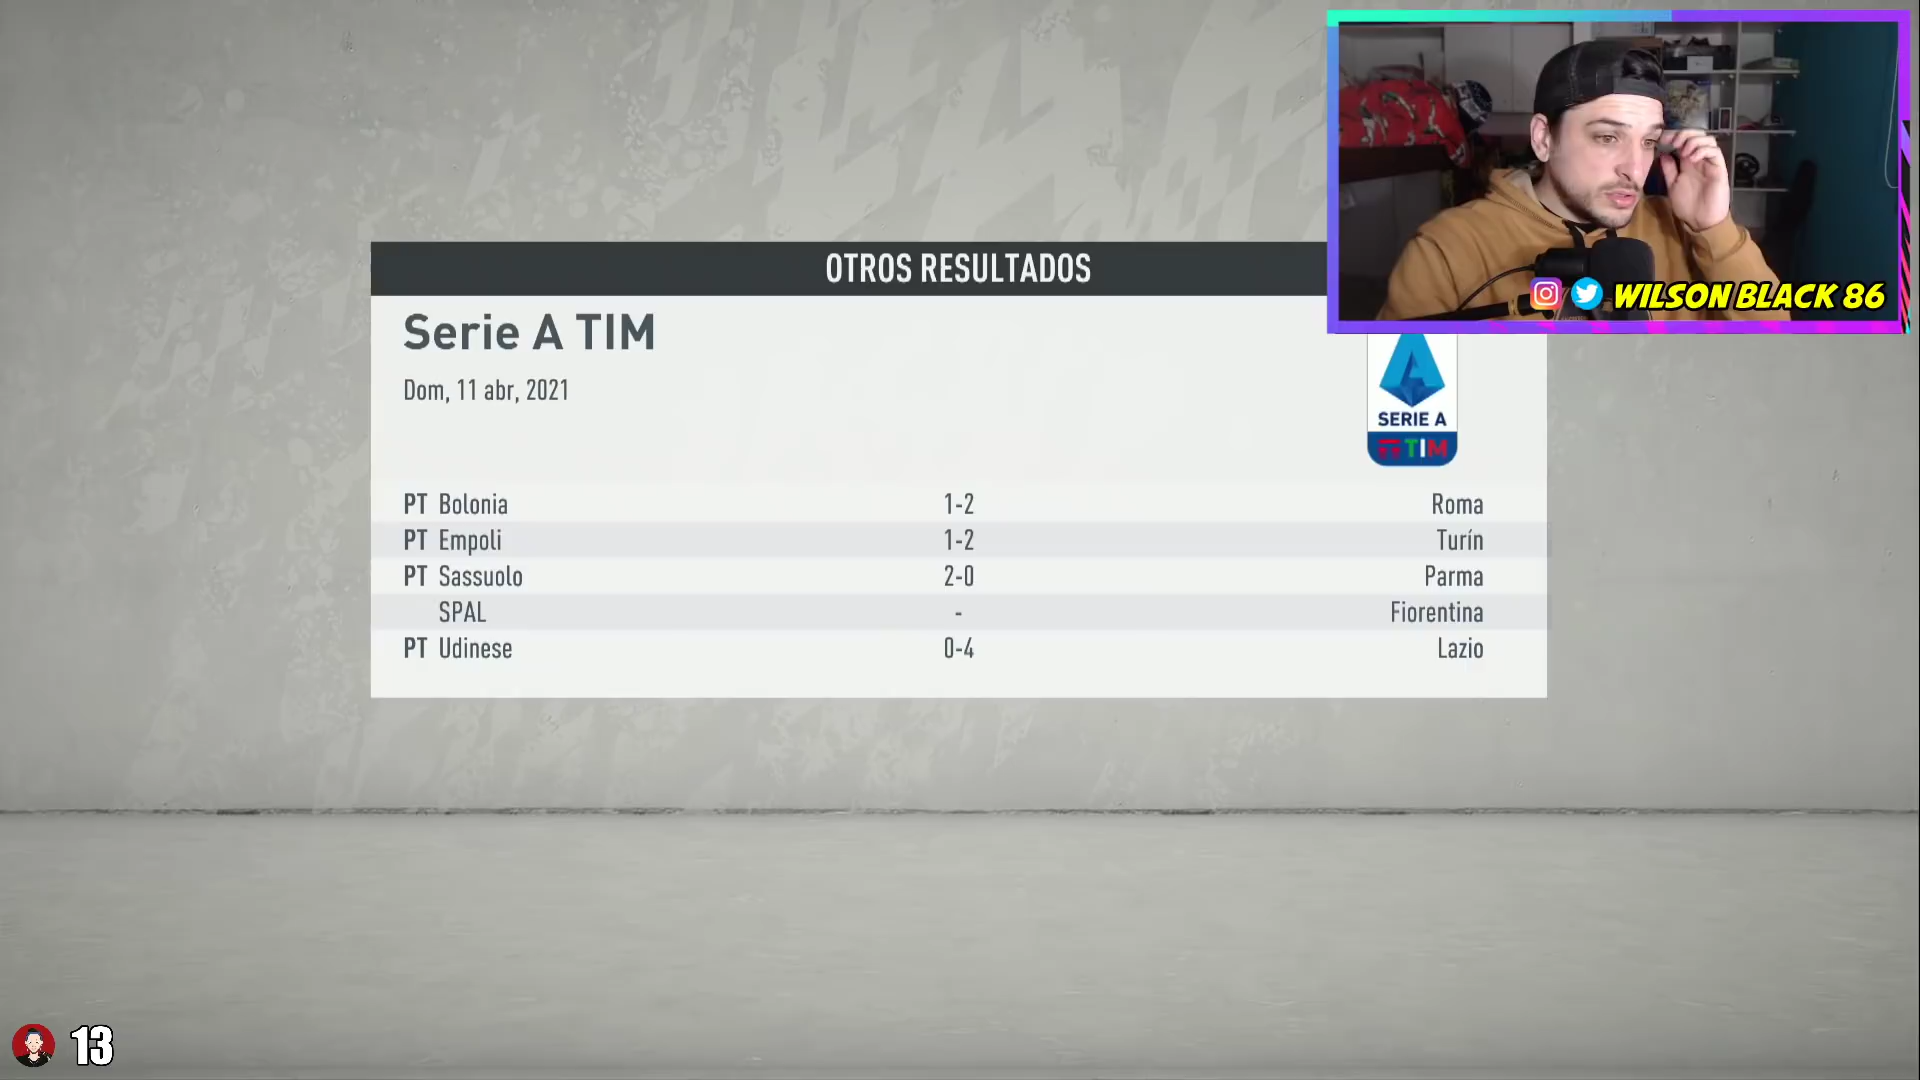 OTROS RESULTADOS
Serie A TIM
Dom, 11 abr, 2021
SERIE A
TIM
WILSON BLACK 86
PT Bolonia 1-2 Roma
PT Empoli 1-2 Turín
PT Sassuolo 2-0 Parma
SPAL - Fiorentina
PT Udinese 0-4 Lazio
13